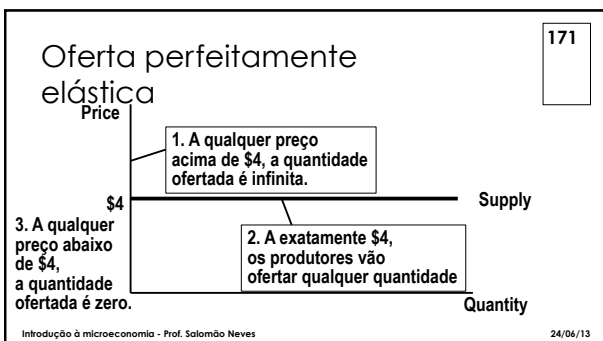 Oferta perfeitamente
elástica
171
Price
1. A qualquer preço
acima de $4, a quantidade
ofertada é infinita.
$4
Supply
3. A qualquer
preço abaixo
de $4,
a quantidade
ofertada é zero.
2. A exatamente $4,
os produtores vão
ofertar qualquer quantidade
Quantity
Introdução à microeconomia - Prof. Salomão Neves
24/06/13